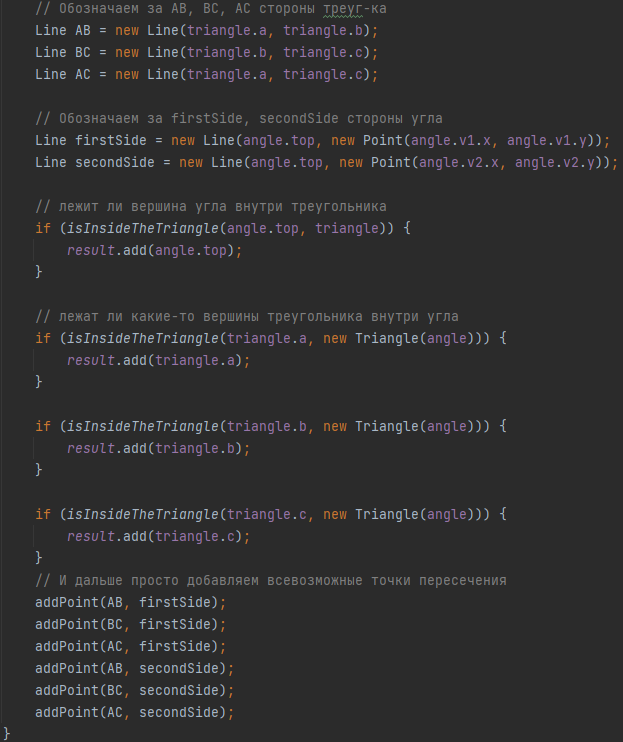 // Обозначаем за AB, BC, AC стороны треуг-ка
Line AB = new Line(triangle.a, triangle.b);
Line BC = new Line(triangle.b, triangle.c);
Line AC = new Line(triangle.a, triangle.c);
// Обозначаем за firstSide, secondSide стороны угла
Line firstSide = new Line(angle.top, new Point(angle.v1.x, angle.v1.y));
Line secondSide = new Line(angle.top, new Point(angle.v2.x, angle.v2.y));
// лежит ли вершина угла внутри треугольника
if (isInsideTheTriangle(angle.top, triangle)) {
result.add(angle.top);
}
// лежат ли какие-то вершины треугольника внутри угла
if (isInsideTheTriangle(triangle.a, new Triangle(angle))) {
result.add(triangle.a);
}
if (isInsideTheTriangle(triangle.b, new Triangle(angle))) {
result.add(triangle.b);
}
if (isInsideTheTriangle(triangle.c, new Triangle(angle))) {
result.add(triangle.c);
}
// И дальше просто добавляем всевозможные точки пересечения
addPoint(AB, firstSide);
addPoint(BC, firstSide);
addPoint(AC, firstSide);
addPoint(AB, secondSide);
addPoint(BC, secondSide);
addPoint(AC, secondSide);
}